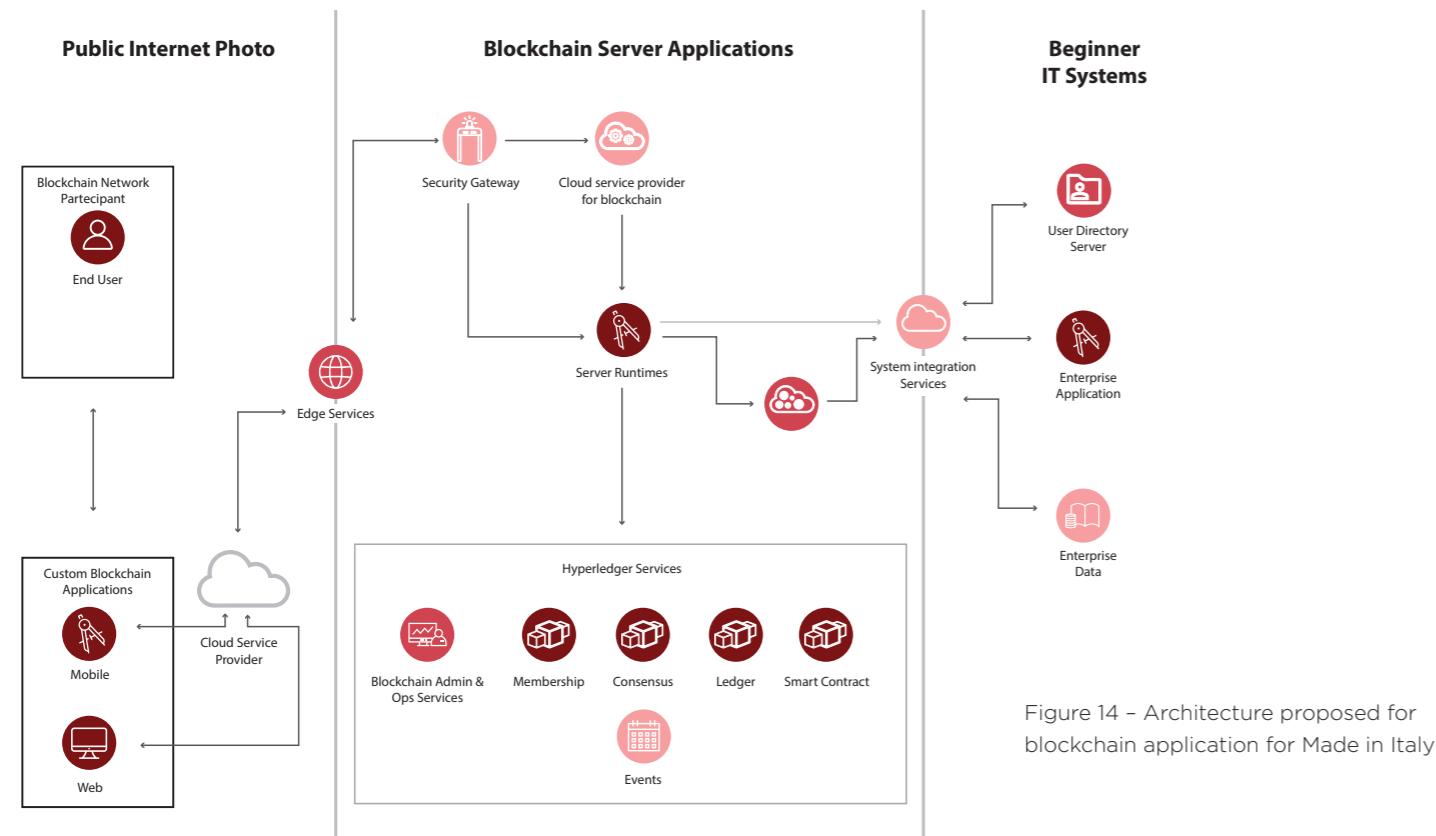 Public Internet Photo
Blockchain Server Applications
Beginner
IT Systems
Blockchain Network
Partecipant
End User
Security Gateway
Cloud service provider
for blockchain
User Directory
Server
Server Runtimes
System integration
Services
Enterprise
Application
Edge Services
Enterprise
Data
Custom Blockchain
Applications
Mobile
Web
Cloud Service
Provider
Hyperledger Services
Blockchain Admin &
Ops Services
Membership
Consensus
Ledger
Smart Contract
Events
Figure 14 – Architecture proposed for
blockchain application for Made in Italy